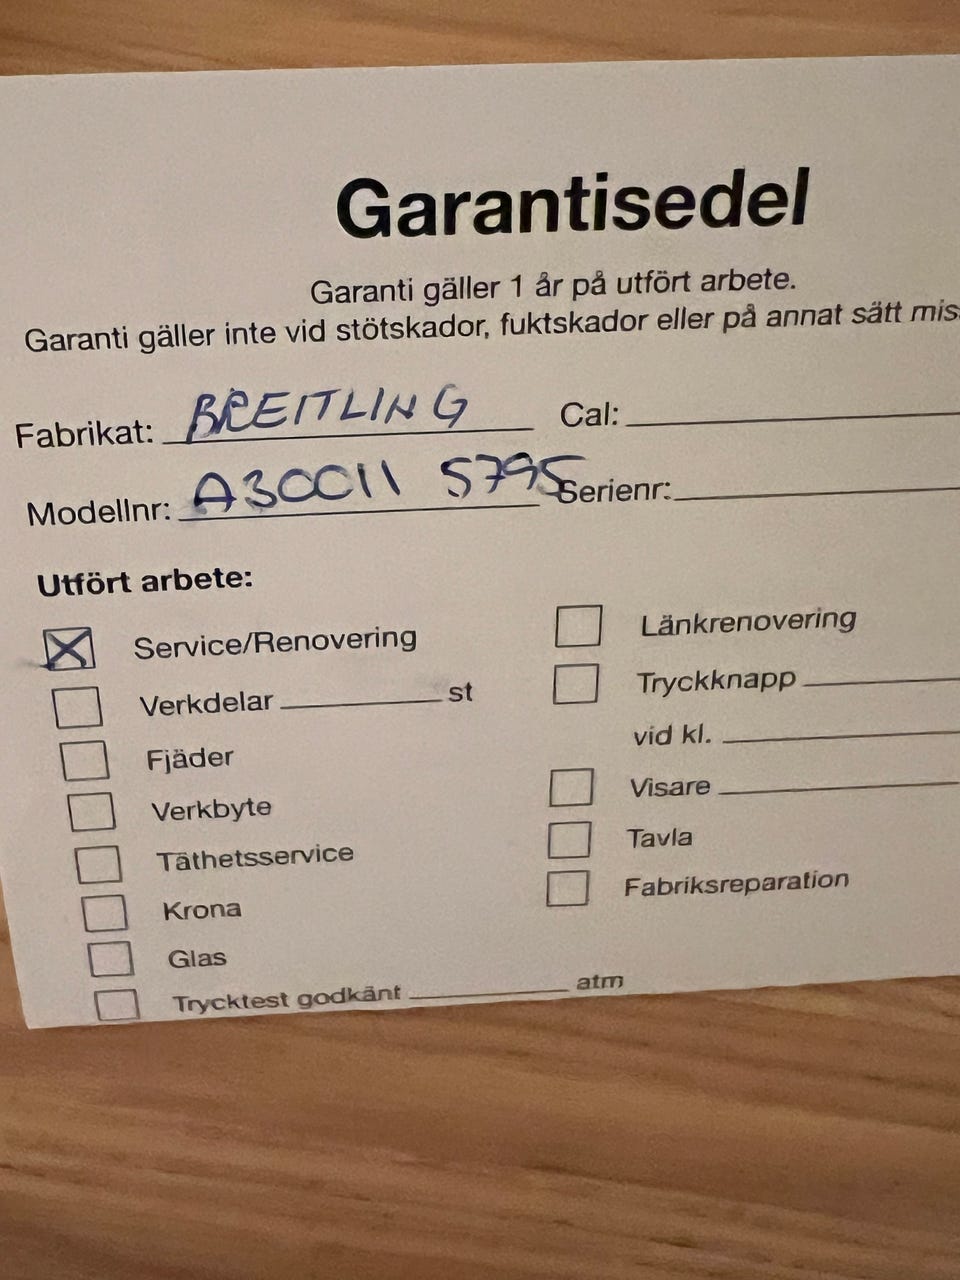 Garantisedel
Garanti gäller 1 år på utfört arbete.
Garanti gäller inte vid stötskador, fuktskador eller på annat sätt mis
Fabrikat: BREITLING Cal:
Modellnr: A30011 5795 Serienr:
Utfört arbete:
Service/Renovering
Verkdelar st
Fjäder
Verkbyte
Täthetsservice
Krona
Glas
Trycktest godkänt atm
Länkrenovering
Tryckknapp
vid kl.
Visare
Tavla
Fabriksreparation